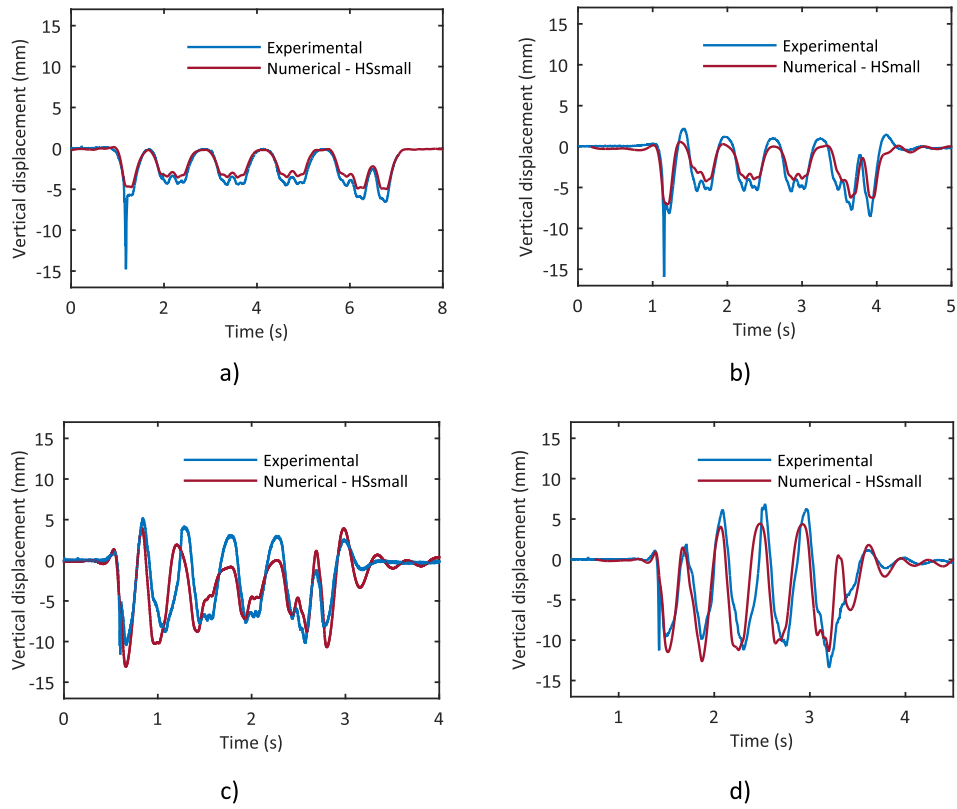 Vertical displacement (mm)
15
10
5
0
-5
-10
-15
Experimental
Numerical - HSsmall
0 2 4 6 8
Time (s)
a)
Vertical displacement (mm)
15
10
5
0
-5
-10
-15
Experimental
Numerical - HSsmall
0 1 2 3 4 5
Time (s)
b)
Vertical displacement (mm)
15
10
5
0
-5
-10
-15
Experimental
Numerical - HSsmall
0 1 2 3 4
Time (s)
c)
Vertical displacement (mm)
15
10
5
0
-5
-10
-15
Experimental
Numerical - HSsmall
1 2 3 4
Time (s)
d)